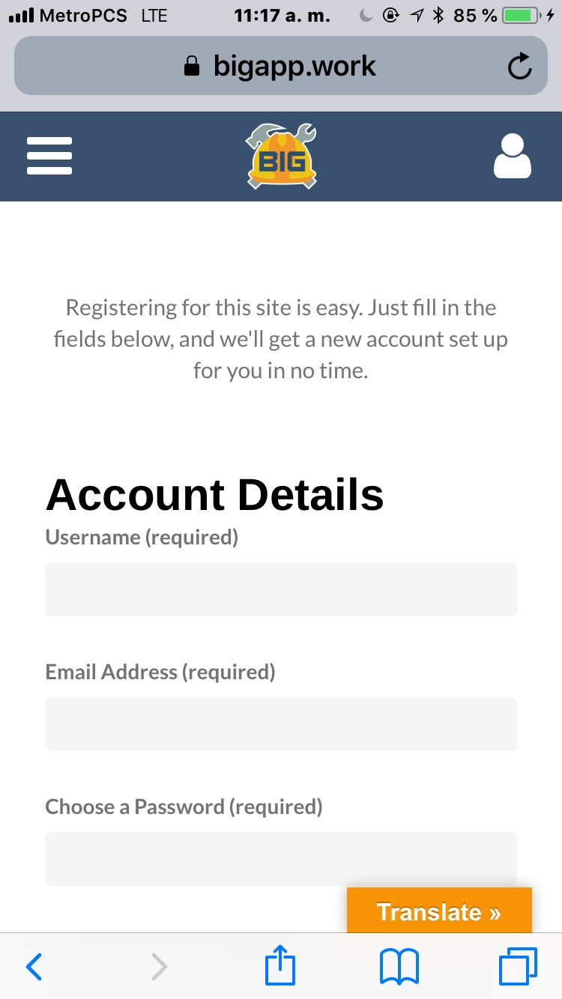 MetroPCS LTE 11:17 a. m. 85 %
bigapp.work
BIG
Registering for this site is easy. Just fill in the
fields below, and we'll get a new account set up
for you in no time.
Account Details
Username (required)
Email Address (required)
Choose a Password (required)
Translate »